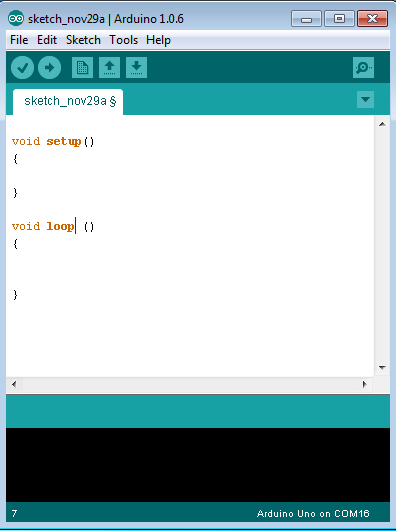 sketch_nov29a | Arduino 1.0.6
File Edit Sketch Tools Help
sketch_nov29a §
void setup()
{
}
void loop ()
{
}
7 Arduino Uno on COM16